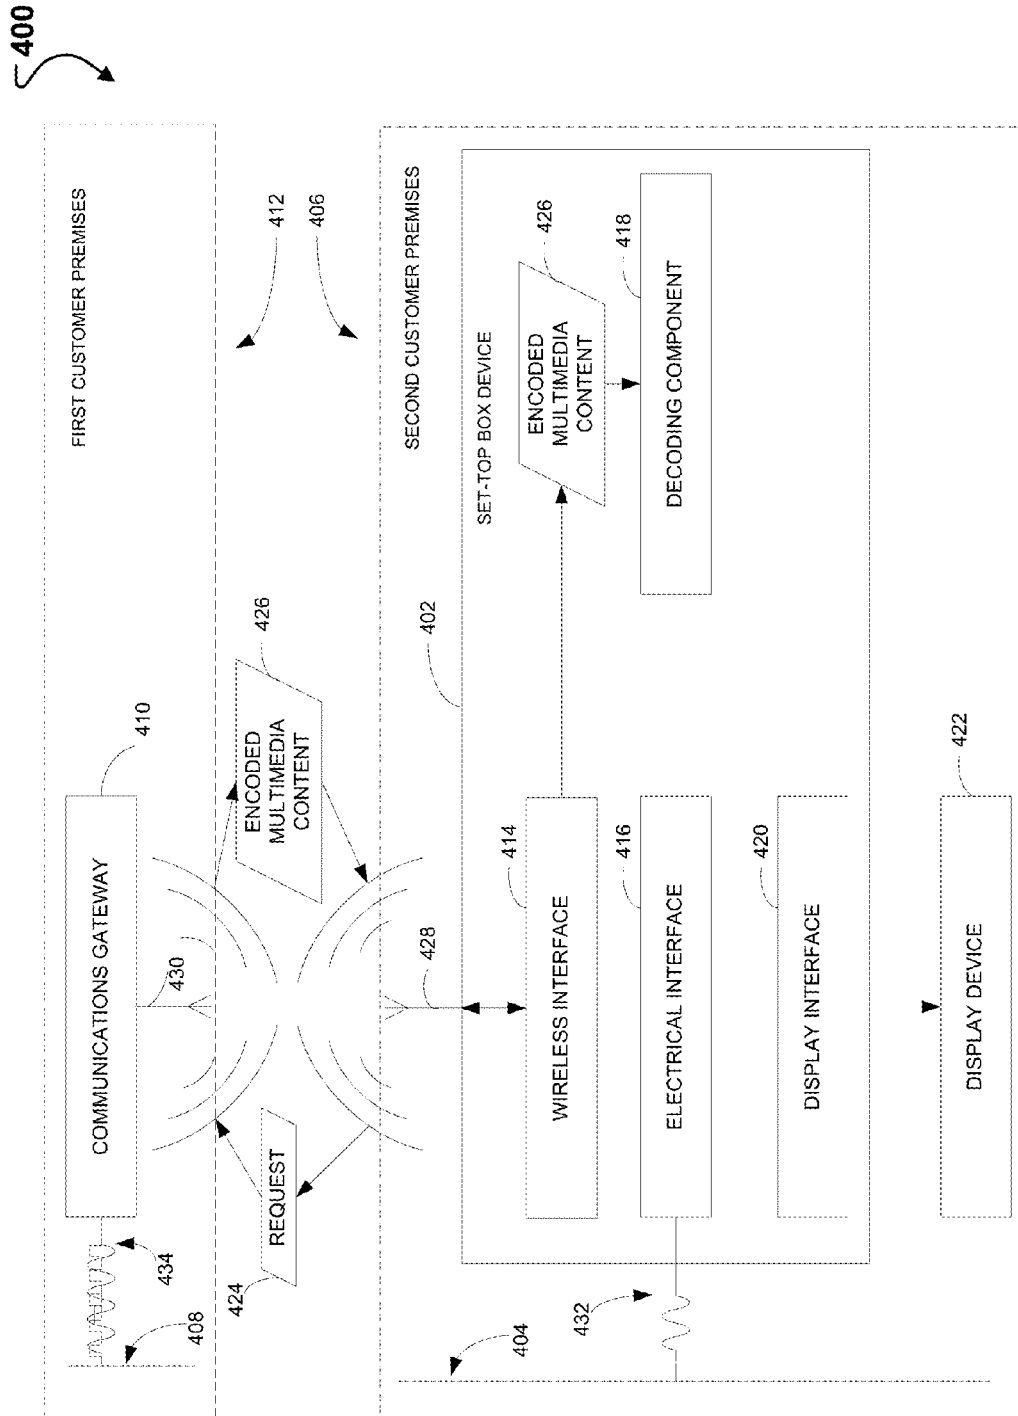 400
FIRST CUSTOMER PREMISES
COMMUNICATIONS GATEWAY
410
430
434
408
412
406
ENCODED
MULTIMEDIA
CONTENT
426
REQUEST
424
SECOND CUSTOMER PREMISES
402
428
SET-TOP BOX DEVICE
WIRELESS INTERFACE
414
ENCODED
MULTIMEDIA
CONTENT
426
ELECTRICAL INTERFACE
416
DECODING COMPONENT
418
DISPLAY INTERFACE
420
432
404
DISPLAY DEVICE
422